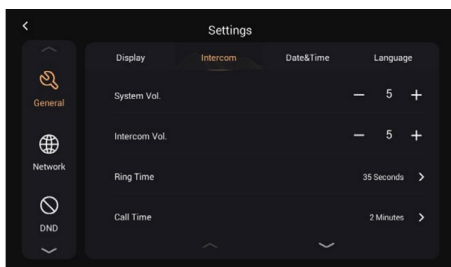 Settings
Display Intercom Date&Time Language
General
System Vol. 5
Intercom Vol. 5
Network
Ring Time 35 Seconds
Call Time 2 Minutes
DND